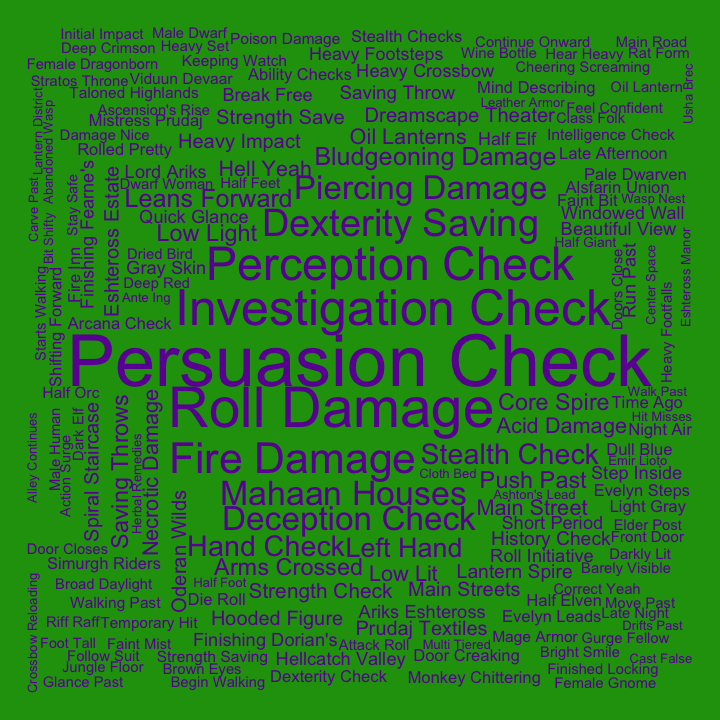 Initial Impact
Male Dwarf
Poison Damage
Stealth Checks
Continue Onward
Main Road
Deep Crimson
Heavy Set
Keeping Watch
Heavy Footsteps
Wine Bottle
Hear Heavy
Rat Form
Female Dragonborn
Cheering Screaming
Stratos Throne
Viduun Devaar
Ability Checks
Heavy Crossbow
Mind Describing
Oil Lantern
Usha Brec
Taloned Highlands
Break Free
Saving Throw
Leather Armor
Feel Confident
Ascension's Rise
Mistress Prudaj
Strength Save
Dreamscape Theater
Class Folk
Lantern District
Abandoned Wasp
Damage Nice
Heavy Impact
Oil Lanterns
Half Elf
Intelligence Check
Rolled Pretty
Bludgeoning Damage
Late Afternoon
Lord Ariks
Hell Yeah
Pale Dwarven
Dwarf Woman
Half Feet
Piercing Damage
Alsfarin Union
Carve Past
Bit Shifty
Stay Safe
Finishing Fearne's
Eshteross Estate
Leans Forward
Faint Bit
Wasp Nest
Quick Glance
Dexterity Saving
Windowed Wall
Low Light
Beautiful View
Half Giant
Dried Bird
Perception Check
Fire Inn
Gray Skin
Deep Red
Doors Close
Run Past
Center Space
Eshteross Manor
Starts Walking
Shifting Forward
Ante Ing
Investigation Check
Heavy Footfalls
Arcana Check
Persuasion Check
Half Orc
Roll Damage
Core Spire
Walk Past
Time Ago
Hit Misses
Acid Damage
Night Air
Alley Continues
Male Human
Action Surge
Dark Elf
Spiral Staircase
Saving Throws
Herbal Remedies
Necrotic Damage
Fire Damage
Stealth Check
Dull Blue
Emir Lloto
Cloth Bed
Push Past
Step Inside
Mahaan Houses
Ashton's Lead
Evelyn Steps
Main Street
Light Gray
Deception Check
Short Period
Elder Post
History Check
Front Door
Door Closes
Hand Check
Left Hand
Roll Initiative
Darkly Lit
Simurgh Riders
Oderan Wilds
Arms Crossed
Low Lit
Lantern Spire
Barely Visible
Crossbow Reloading
Broad Daylight
Half Foot
Strength Check
Main Streets
Correct Yeah
Walking Past
Die Roll
Half Elven
Move Past
Riff Raff
Temporary Hit
Hooded Figure
Ariks Eshteross
Evelyn Leads
Late Night
Prudaj Textiles
Drifts Past
Foot Tall
Faint Mist
Finishing Dorian's
Attack Roll
Multi Tiered
Mage Armor
Gurge Fellow
Follow Suit
Strength Saving
Hellcatch Valley
Door Creaking
Bright Smile
Cast False
Jungle Floor
Brown Eyes
Finished Locking
Glance Past
Begin Walking
Dexterity Check
Monkey Chittering
Female Gnome